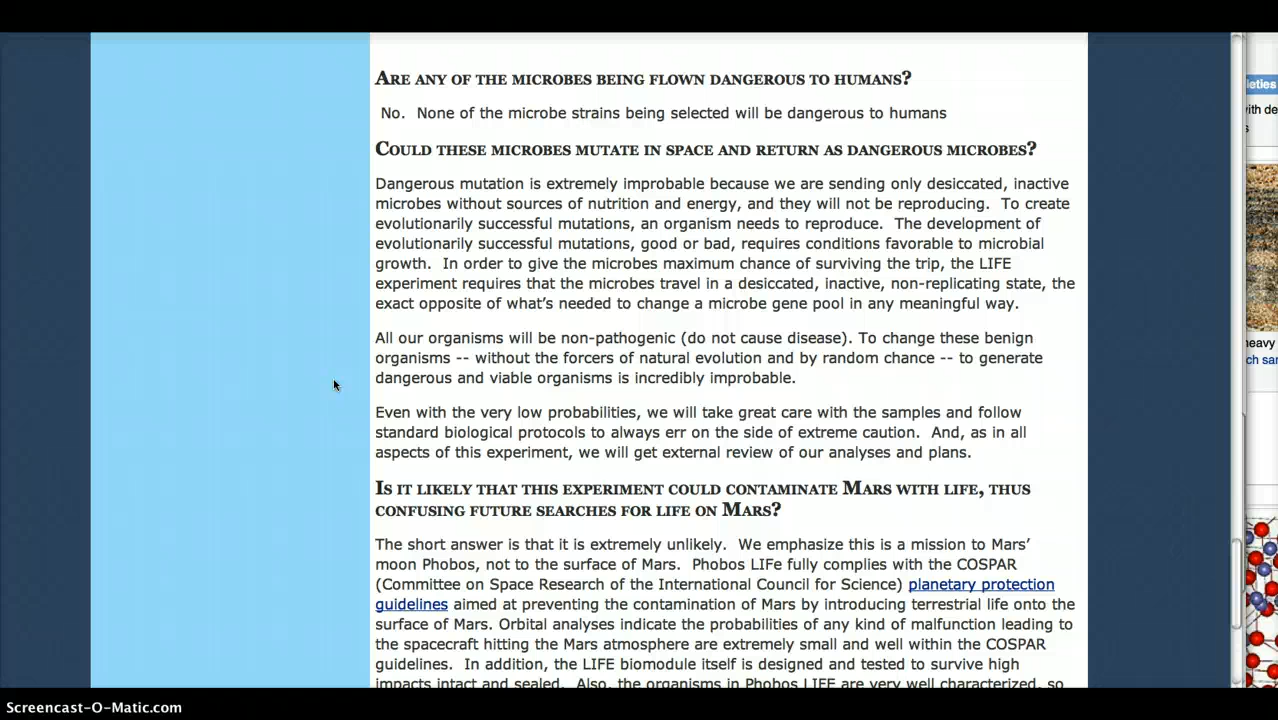 Are any of the microbes being flown dangerous to humans?
No. None of the microbe strains being selected will be dangerous to humans
Could these microbes mutate in space and return as dangerous microbes?
Dangerous mutation is extremely improbable because we are sending only desiccated, inactive
microbes without sources of nutrition and energy, and they will not be reproducing. To create
evolutionarily successful mutations, an organism needs to reproduce. The development of
evolutionarily successful mutations, good or bad, requires conditions favorable to microbial
growth. In order to give the microbes maximum chance of surviving the trip, the LIFE
experiment requires that the microbes travel in a desiccated, inactive, non-replicating state, the
exact opposite of what's needed to change a microbe gene pool in any meaningful way.
All our organisms will be non-pathogenic (do not cause disease). To change these benign
organisms -- without the forcers of natural evolution and by random chance -- to generate
dangerous and viable organisms is incredibly improbable.
Even with the very low probabilities, we will take great care with the samples and follow
standard biological protocols to always err on the side of extreme caution. And, as in all
aspects of this experiment, we will get external review of our analyses and plans.
Is it likely that this experiment could contaminate Mars with life, thus
confusing future searches for life on Mars?
The short answer is that it is extremely unlikely. We emphasize this is a mission to Mars'
moon Phobos, not to the surface of Mars. Phobos LIFe fully complies with the COSPAR
(Committee on Space Research of the International Council for Science) planetary protection
guidelines aimed at preventing the contamination of Mars by introducing terrestrial life onto the
surface of Mars. Orbital analyses indicate the probabilities of any kind of malfunction leading to
the spacecraft hitting the Mars atmosphere are extremely small and well within the COSPAR
guidelines. In addition, the LIFE biomodule itself is designed and tested to survive high
impacts intact and sealed. Also, the organisms in Phobos LIFE are very well characterized, so
Screencast-O-Matic.com